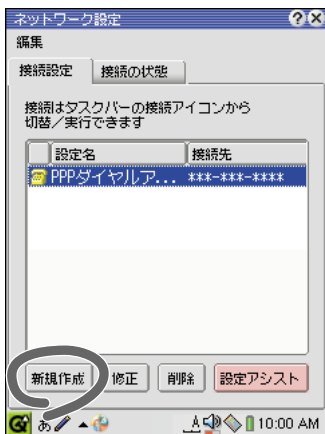 ネットワーク設定
編集
接続設定 接続の状態
接続はタスクバーの接続アイコンから
切替／実行できます
設定名 接続先
PPPダイヤルア... ***-***-****
新規作成 修正 削除 設定アシスト
あ 10:00 AM